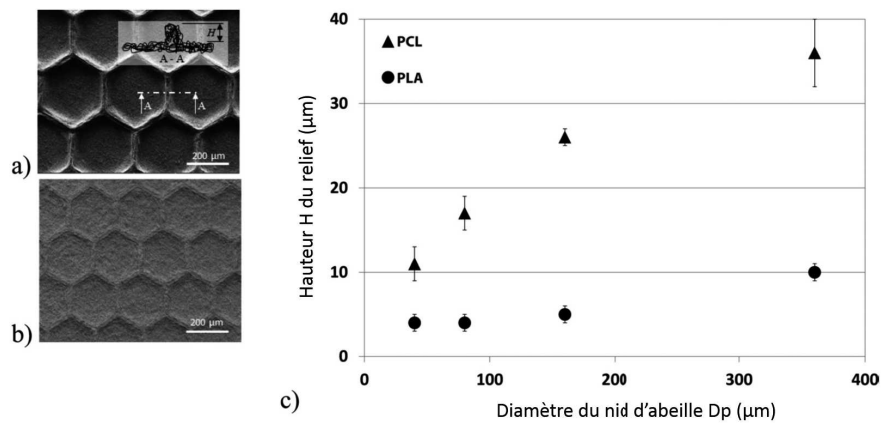 a)
H
A - A
A
A
200 µm
b)
200 µm
c)
Hauteur H du relief (µm)
40
30
20
10
0
PCL
PLA
0
100
200
300
400
Diamètre du nid d'abeille Dp (µm)